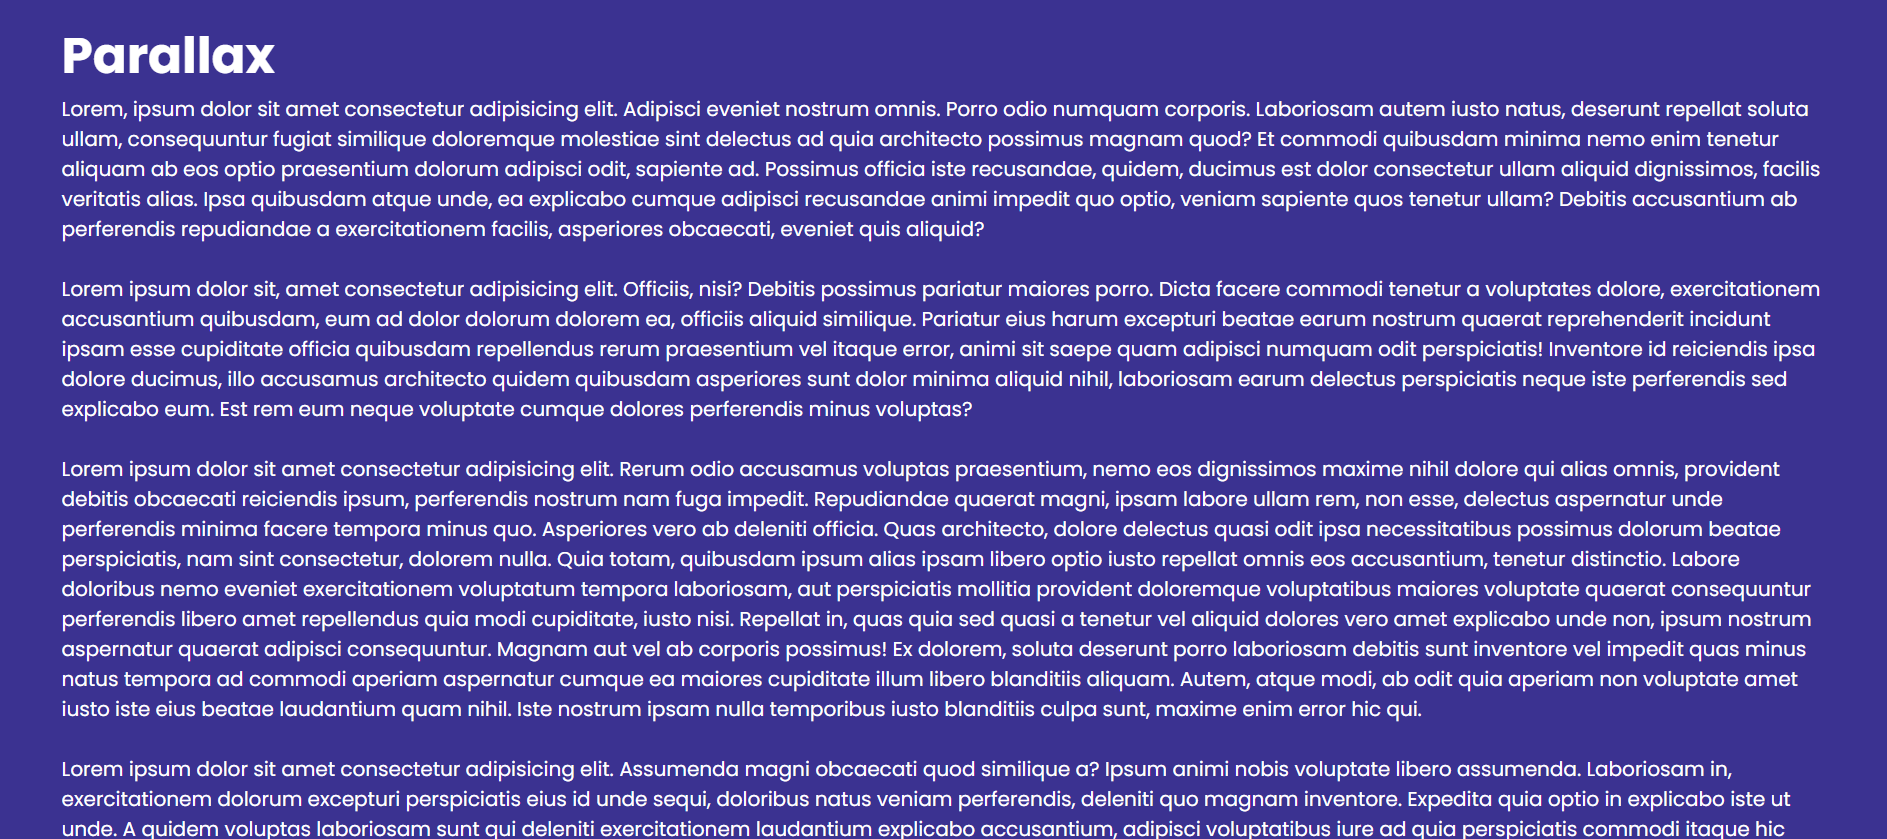 Parallax
Lorem, ipsum dolor sit amet consectetur adipisicing elit. Adipisci eveniet nostrum omnis. Porro odio numquam corporis. Laboriosam autem iusto natus, deserunt repellat soluta
ullam, consequuntur fugiat similique doloremque molestiae sint delectus ad quia architecto possimus magnam quod? Et commodi quibusdam minima nemo enim tenetur
aliquam ab eos optio praesentium dolorum adipisci odit, sapiente ad. Possimus officia iste recusandae, quidem, ducimus est dolor consectetur ullam aliquid dignissimos, facilis
veritatis alias. Ipsa quibusdam atque unde, ea explicabo cumque adipisci recusandae animi impedit quo optio, veniam sapiente quos tenetur ullam? Debitis accusantium ab
perferendis repudiandae a exercitationem facilis, asperiores obcaecati, eveniet quis aliquid?
Lorem ipsum dolor sit, amet consectetur adipisicing elit. Officiis, nisi? Debitis possimus pariatur maiores porro. Dicta facere commodi tenetur a voluptates dolore, exercitationem
accusantium quibusdam, eum ad dolor dolorum dolorem ea, officiis aliquid similique. Pariatur eius harum excepturi beatae earum nostrum quaerat reprehenderit incidunt
ipsam esse cupiditate officia quibusdam repellendus rerum praesentium vel itaque error, animi sit saepe quam adipisci numquam odit perspiciatis! Inventore id reiciendis ipsa
dolore ducimus, illo accusamus architecto quidem quibusdam asperiores sunt dolor minima aliquid nihil, laboriosam earum delectus perspiciatis neque iste perferendis sed
explicabo eum. Est rem eum neque voluptate cumque dolores perferendis minus voluptas?
Lorem ipsum dolor sit amet consectetur adipisicing elit. Rerum odio accusamus voluptas praesentium, nemo eos dignissimos maxime nihil dolore qui alias omnis, provident
debitis obcaecati reiciendis ipsum, perferendis nostrum nam fuga impedit. Repudiandae quaerat magni, ipsam labore ullam rem, non esse, delectus aspernatur unde
perferendis minima facere tempora minus quo. Asperiores vero ab deleniti officia. Quas architecto, dolore delectus quasi odit ipsa necessitatibus possimus dolorum beatae
perspiciatis, nam sint consectetur, dolorem nulla. Quia totam, quibusdam ipsum alias ipsam libero optio iusto repellat omnis eos accusantium, tenetur distinctio. Labore
doloribus nemo eveniet exercitationem voluptatum tempora laboriosam, aut perspiciatis mollitia provident doloremque voluptatibus maiores voluptate quaerat consequuntur
perferendis libero amet repellendus quia modi cupiditate, iusto nisi. Repellat in, quas quia sed quasi a tenetur vel aliquid dolores vero amet explicabo unde non, ipsum nostrum
aspernatur quaerat adipisci consequuntur. Magnam aut vel ab corporis possimus! Ex dolorem, soluta deserunt porro laboriosam debitis sunt inventore vel impedit quas minus
natus tempora ad commodi aperiam aspernatur cumque ea maiores cupiditate illum libero blanditiis aliquam. Autem, atque modi, ab odit quia aperiam non voluptate amet
iusto iste eius beatae laudantium quam nihil. Iste nostrum ipsam nulla temporibus iusto blanditiis culpa sunt, maxime enim error hic qui.
Lorem ipsum dolor sit amet consectetur adipisicing elit. Assumenda magni obcaecati quod similique a? Ipsum animi nobis voluptate libero assumenda. Laboriosam in,
exercitationem dolorum excepturi perspiciatis eius id unde sequi, doloribus natus veniam perferendis, deleniti quo magnam inventore. Expedita quia optio in explicabo iste ut
unde. A quidem voluptas laboriosam sunt qui deleniti exercitationem laudantium explicabo accusantium, adipisci voluptatibus iure ad quia perspiciatis commodi itaque hic